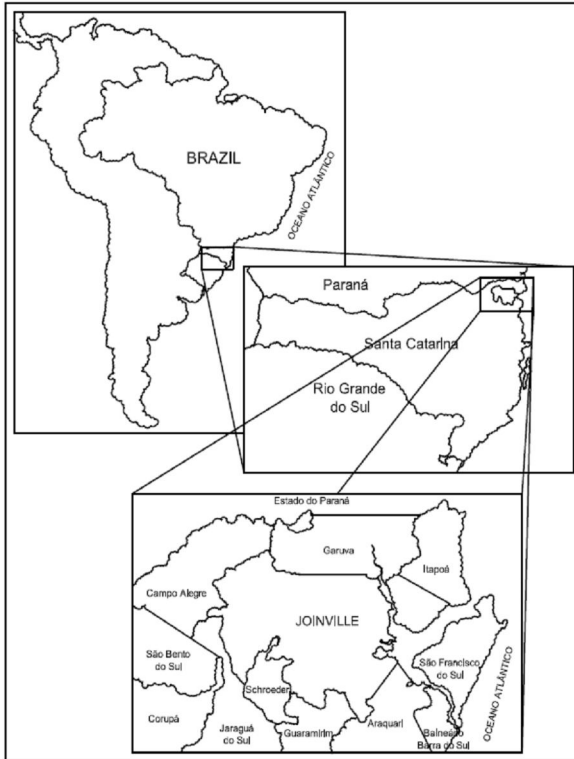 BRAZIL
OCEANO ATLÂNTICO
Paraná
Santa Catarina
Rio Grande
do Sul
Estado do Paraná
Garuva
Itapoá
Campo Alegre
JOINVILLE
São Bento
do Sul
São Francisco
do Sul
Schroeder
Corupá
Jaraguá
do Sul
Guaramirim
Araquari
Balneário
Barra do Sul
OCEANO ATLÂNTICO